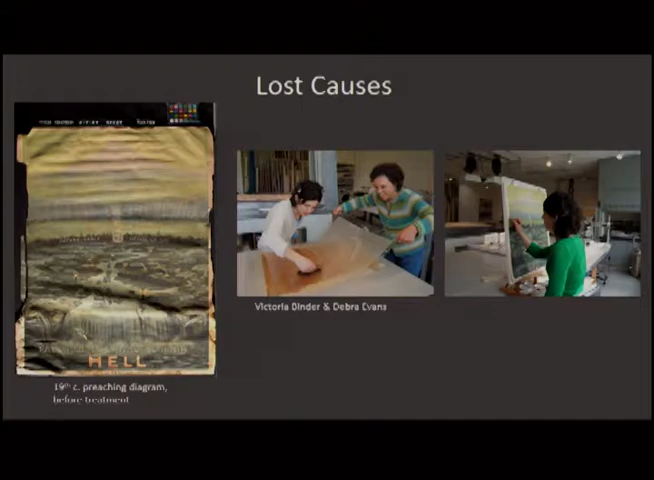 Lost Causes
HELL
Victoria Binder & Debra Evans
19th c. preaching diagram,
before treatment